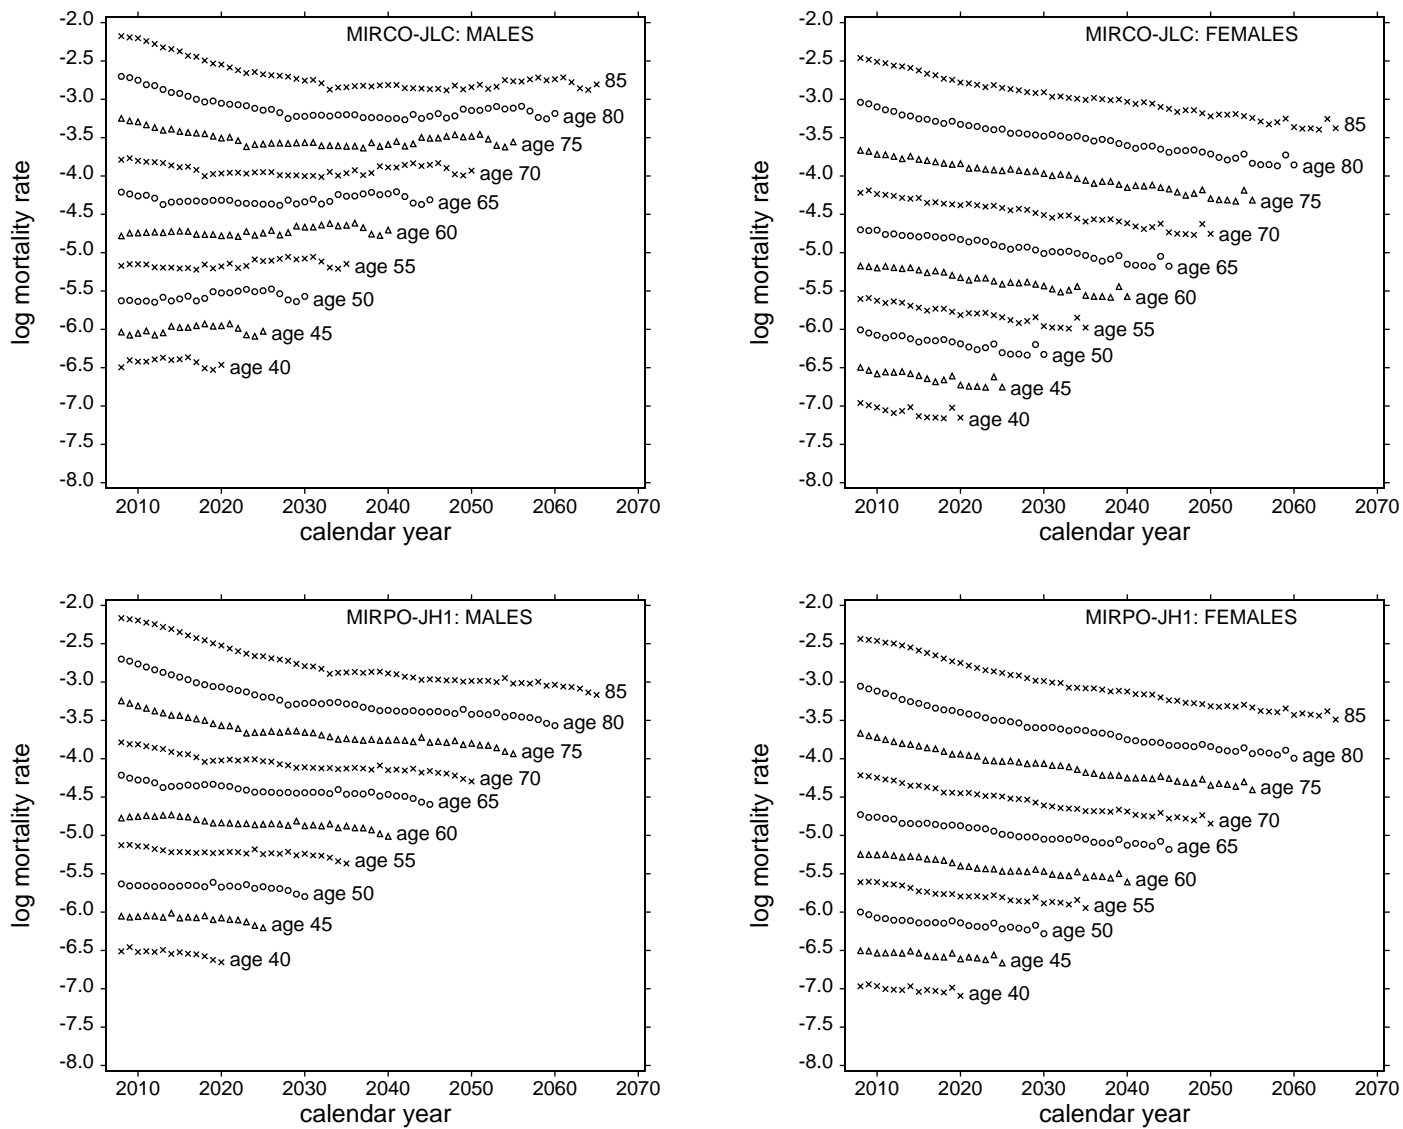 MIRCO-JLC: MALES
log mortality rate
-2.0
-2.5
-3.0
-3.5
-4.0
-4.5
-5.0
-5.5
-6.0
-6.5
-7.0
-7.5
-8.0
85
age 80
age 75
age 70
age 65
age 60
age 55
age 50
age 45
age 40
2010 2020 2030 2040 2050 2060 2070
calendar year
MIRCO-JLC: FEMALES
log mortality rate
-2.0
-2.5
-3.0
-3.5
-4.0
-4.5
-5.0
-5.5
-6.0
-6.5
-7.0
-7.5
-8.0
85
age 80
age 75
age 70
age 65
age 60
age 55
age 50
age 45
age 40
2010 2020 2030 2040 2050 2060 2070
calendar year
MIRPO-JH1: MALES
log mortality rate
-2.0
-2.5
-3.0
-3.5
-4.0
-4.5
-5.0
-5.5
-6.0
-6.5
-7.0
-7.5
-8.0
85
age 80
age 75
age 70
age 65
age 60
age 55
age 50
age 45
age 40
2010 2020 2030 2040 2050 2060 2070
calendar year
MIRPO-JH1: FEMALES
log mortality rate
-2.0
-2.5
-3.0
-3.5
-4.0
-4.5
-5.0
-5.5
-6.0
-6.5
-7.0
-7.5
-8.0
85
age 80
age 75
age 70
age 65
age 60
age 55
age 50
age 45
age 40
2010 2020 2030 2040 2050 2060 2070
calendar year